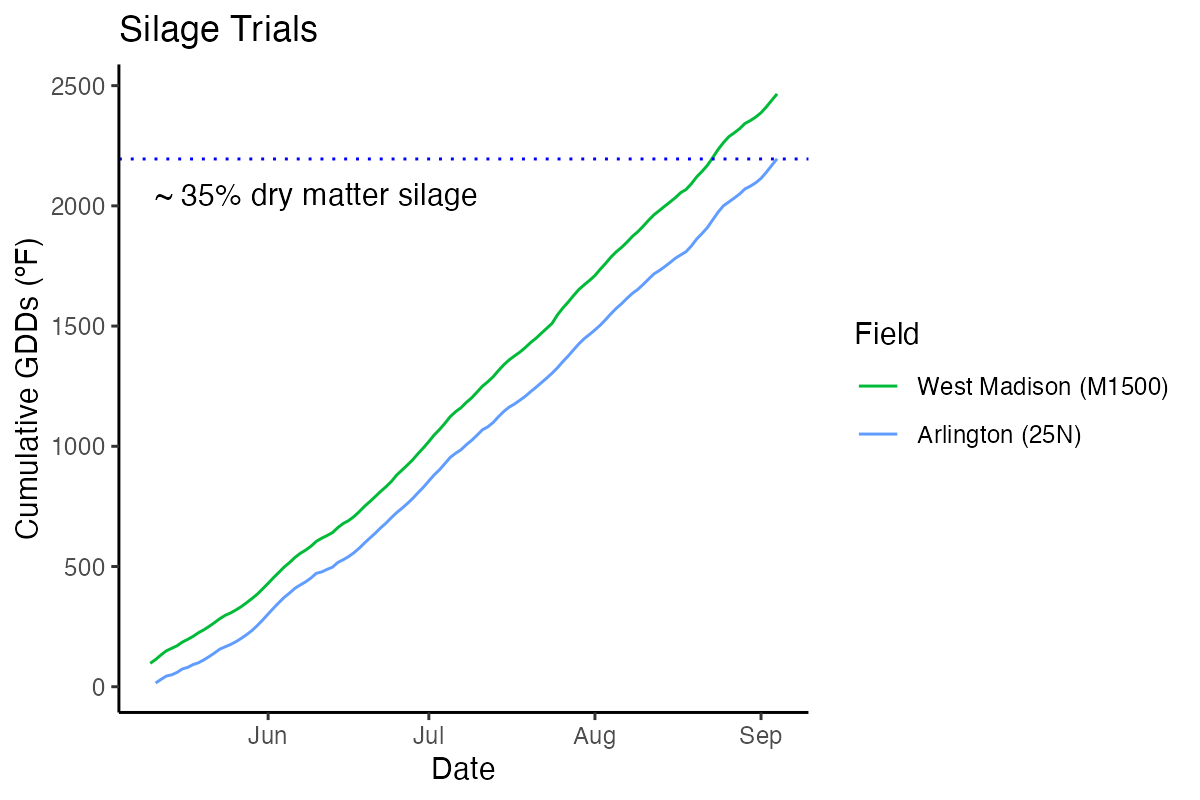 Silage Trials
2500
2000
1500
1000
500
0
~ 35% dry matter silage
Cumulative GDDs (°F)
Jun Jul Aug Sep
Date
Field
West Madison (M1500)
Arlington (25N)